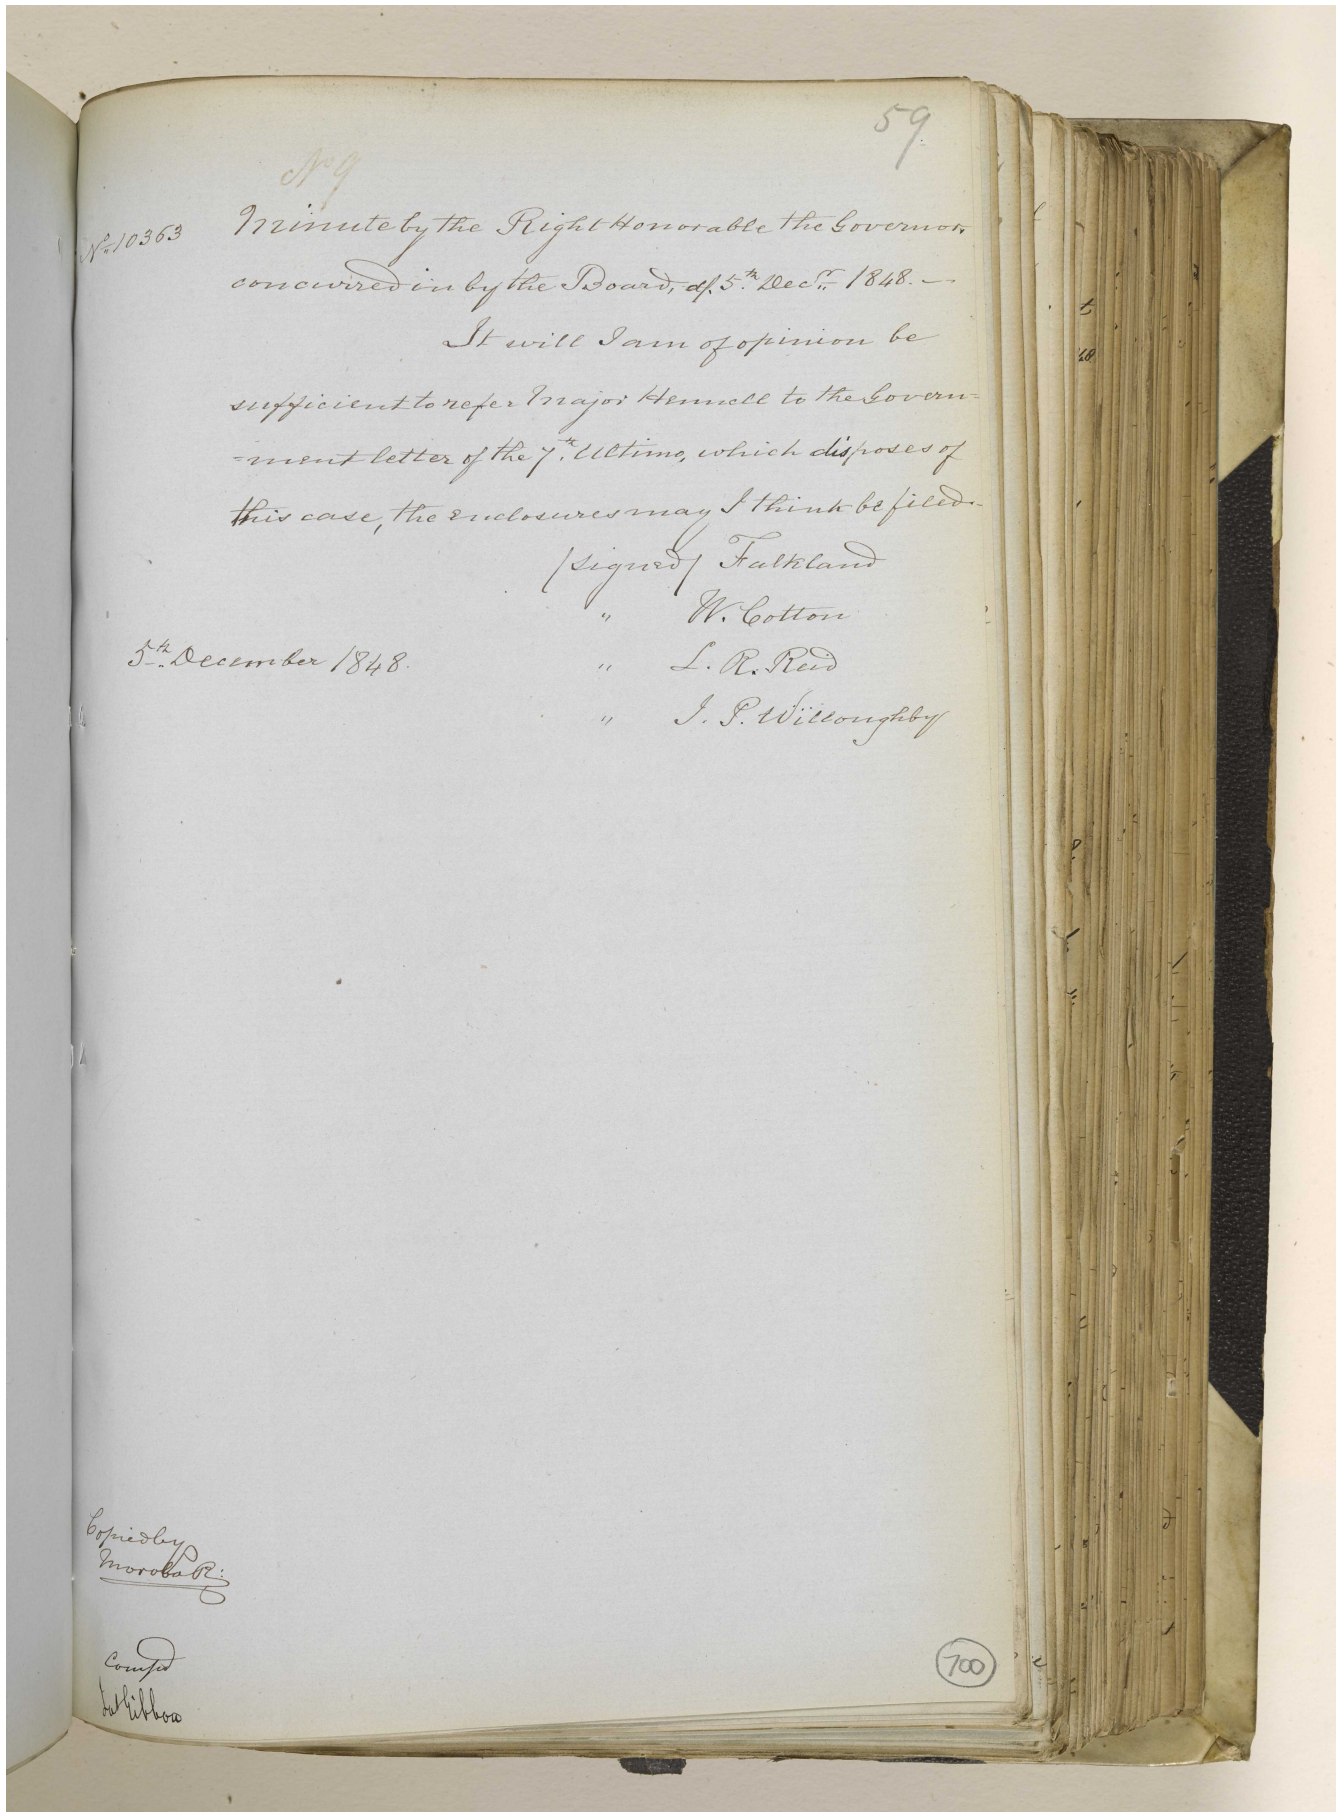 59
No 9
No. 10363
Minute by the Right Honorable the Governor,
concurred in by the Board, df. 5th Decr. 1848. —
It will I am of opinion be
sufficient to refer Major Hennell to the Govern=
=ment letter of the 7th. Ultimo, which disposes of
this case, the enclosures may I think be filed.
(signed) Falkland
" W. Cotton
5th. December 1848.
" L. R. Reid
" J. P. Willoughby
Copied by
Moroba R:
Compd
700